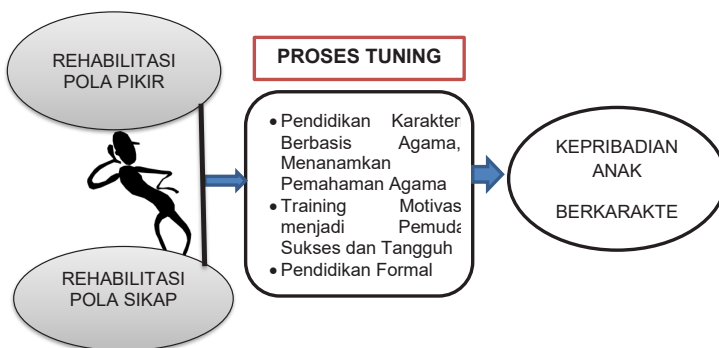 REHABILITASI
POLA PIKIR
PROSES TUNING
• Pendidikan Karakter
Berbasis Agama,
Menanamkan
Pemahaman Agama
• Training Motivas
menjadi Pemuda
Sukses dan Tangguh
• Pendidikan Formal
KEPRIBADIAN
ANAK
BERKARAKTE
REHABILITASI
POLA SIKAP